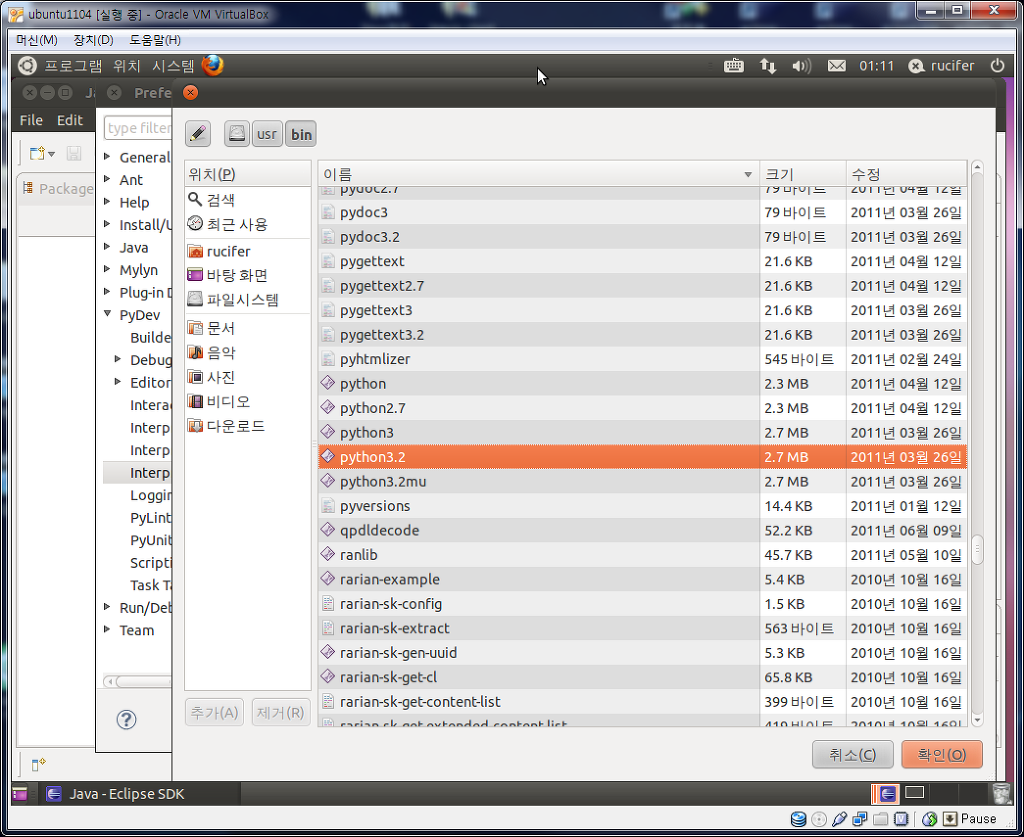 ubuntu1104 [실행 중] - Oracle VM VirtualBox
머신(M) 장치(D) 도움말(H)
프로그램 위치 시스템 01:11 rucifer
Prefe
File Edit
type filter
Package
General
Ant
Help
Install/U
Java
Mylyn
Plug-in D
PyDev
Builde
Debug
Editor
Intera
Interp
Interp
Interp
Loggin
PyLint
PyUnit
Scripti
Task Ta
Run/Deb
Team
usr bin
위치(P)
검색
최근 사용
rucifer
바탕 화면
파일시스템
문서
음악
사진
비디오
다운로드
추가(A) 제거(R)
이름 크기 수정
pydoc2.7 79 바이트 2011년 04월 12일
pydoc3 79 바이트 2011년 03월 26일
pydoc3.2 79 바이트 2011년 03월 26일
pygettext 21.6 KB 2011년 04월 12일
pygettext2.7 21.6 KB 2011년 04월 12일
pygettext3 21.6 KB 2011년 03월 26일
pygettext3.2 21.6 KB 2011년 03월 26일
pyhtmlizer 545 바이트 2011년 02월 24일
python 2.3 MB 2011년 04월 12일
python2.7 2.3 MB 2011년 04월 12일
python3 2.7 MB 2011년 03월 26일
python3.2 2.7 MB 2011년 03월 26일
python3.2mu 2.7 MB 2011년 03월 26일
pyversions 14.4 KB 2011년 01월 12일
qpdldecode 52.2 KB 2011년 06월 09일
ranlib 45.7 KB 2011년 05월 10일
rarian-example 5.4 KB 2010년 10월 16일
rarian-sk-config 1.5 KB 2010년 10월 16일
rarian-sk-extract 563 바이트 2010년 10월 16일
rarian-sk-gen-uuid 5.3 KB 2010년 10월 16일
rarian-sk-get-cl 65.8 KB 2010년 10월 16일
rarian-sk-get-content-list 399 바이트 2010년 10월 16일
rarian-sk-get-extended-content-list 419 바이트 2010년 10월 16일
취소(C) 확인(O)
Java - Eclipse SDK
Pause